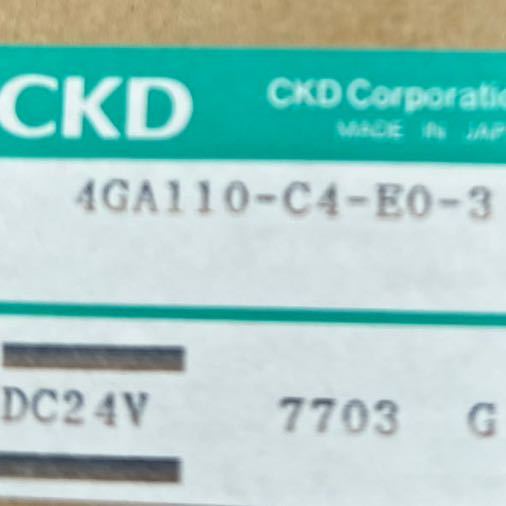 CKD
CKD Corporatio
MADE IN JAP
4GA110-C4-E0-3
DC24V 7703 G